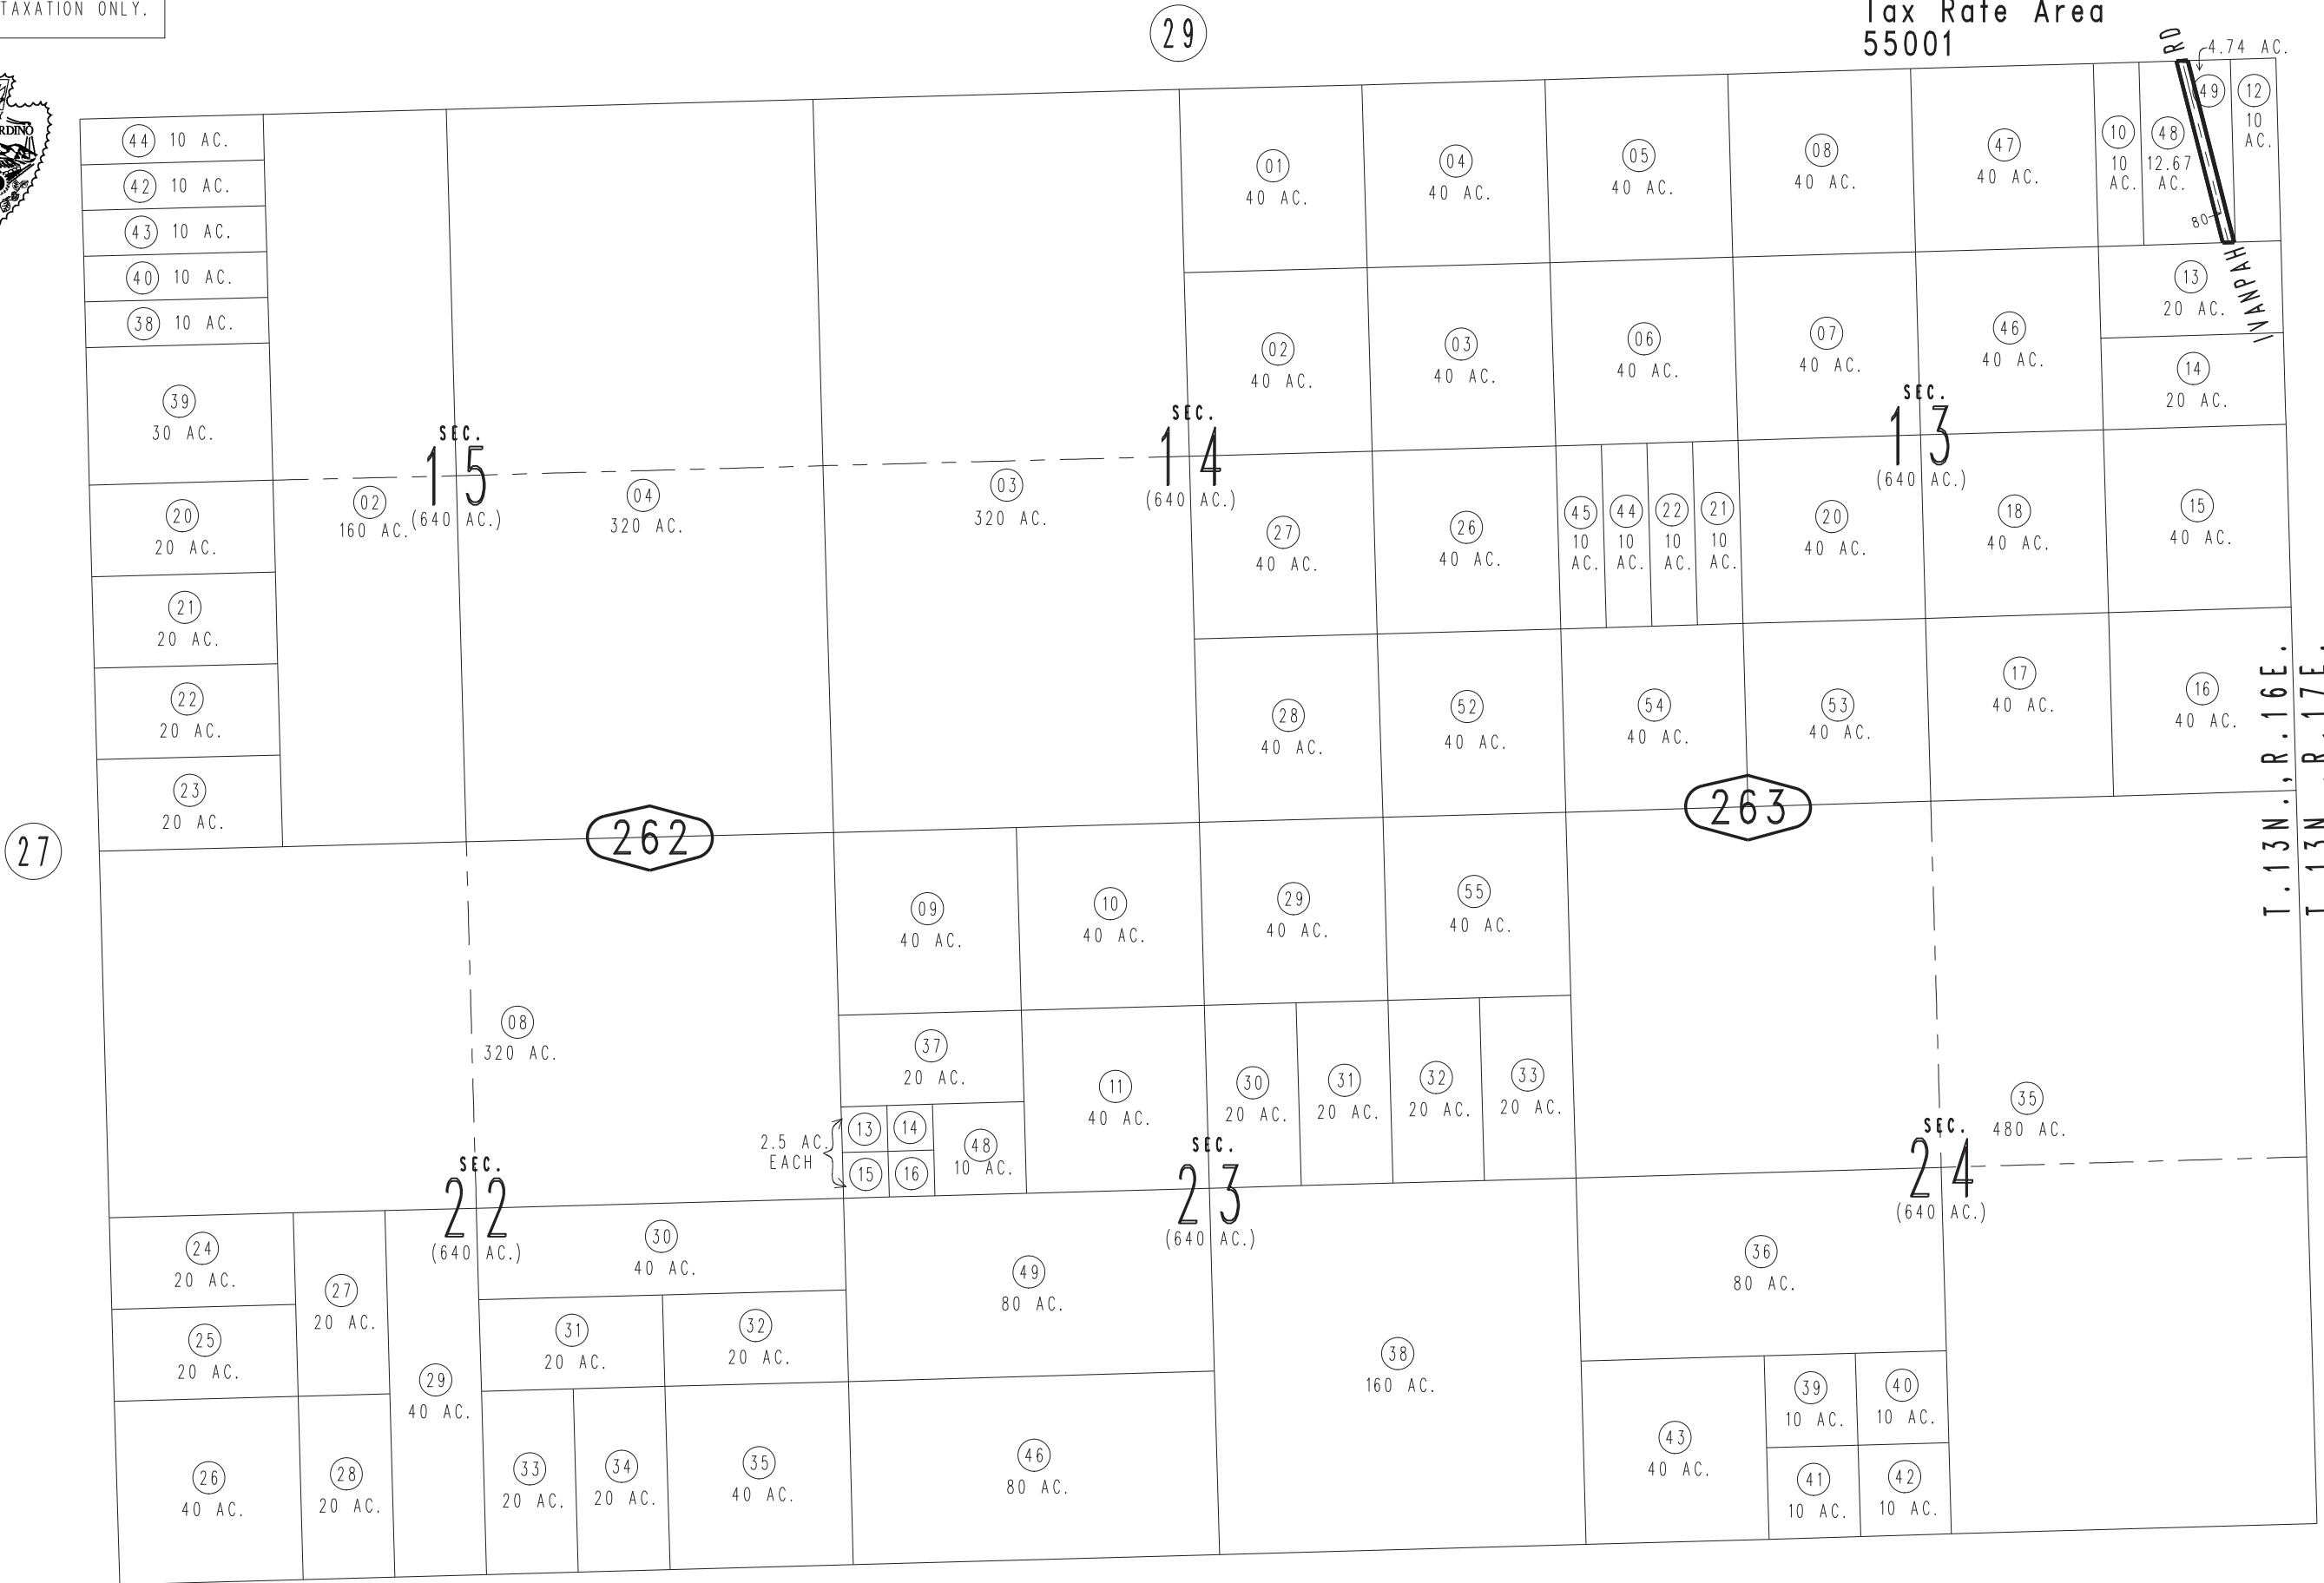 TAXATION ONLY.
29
Tax Rate Area
55001
RD
4.74 AC.
RDINO
44 10 AC.
42 10 AC.
43 10 AC.
40 10 AC.
38 10 AC.
39
30 AC.
20
20 AC.
21
20 AC.
22
20 AC.
23
20 AC.
02
160 AC.
SEC.
15
(640 AC.)
04
320 AC.
03
320 AC.
SEC.
14
(640 AC.)
01
40 AC.
04
40 AC.
05
40 AC.
08
40 AC.
47
40 AC.
10
10
AC.
48
12.67
AC.
49
12
10
AC.
80
IVANPAH
02
40 AC.
03
40 AC.
06
40 AC.
07
40 AC.
46
40 AC.
13
20 AC.
14
20 AC.
SEC.
13
(640 AC.)
27
40 AC.
26
40 AC.
45
10
AC.
44
10
AC.
22
10
AC.
21
10
AC.
20
40 AC.
18
40 AC.
15
40 AC.
28
40 AC.
52
40 AC.
54
40 AC.
53
40 AC.
17
40 AC.
16
40 AC.
T.13N.,R.16E.
T.13N.,R.17E.
27
262
263
09
40 AC.
10
40 AC.
29
40 AC.
55
40 AC.
08
320 AC.
37
20 AC.
2.5 AC.
EACH
13
14
15
16
48
10 AC.
11
40 AC.
30
20 AC.
31
20 AC.
32
20 AC.
33
20 AC.
35
480 AC.
SEC.
22
(640 AC.)
SEC.
23
(640 AC.)
SEC.
24
(640 AC.)
24
20 AC.
25
20 AC.
26
40 AC.
27
20 AC.
28
20 AC.
29
40 AC.
30
40 AC.
31
20 AC.
32
20 AC.
33
20 AC.
34
20 AC.
35
40 AC.
49
80 AC.
46
80 AC.
38
160 AC.
36
80 AC.
43
40 AC.
39
10 AC.
40
10 AC.
41
10 AC.
42
10 AC.